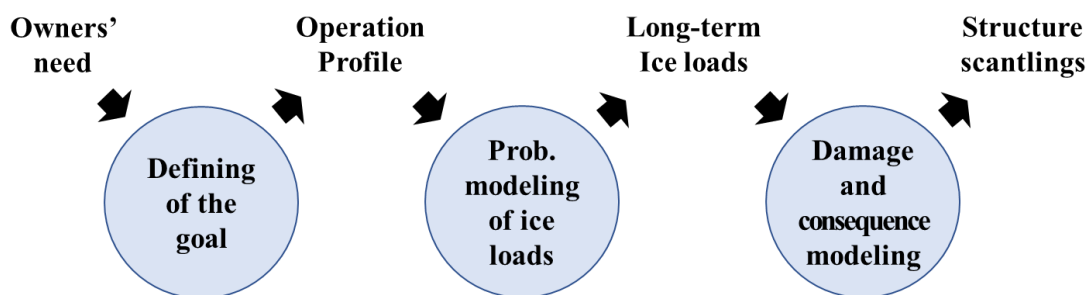 Owners’
need
Operation
Profile
Long-term
Ice loads
Structure
scantlings
Defining
of the
goal
Prob.
modeling
of ice
loads
Damage
and
consequence
modeling